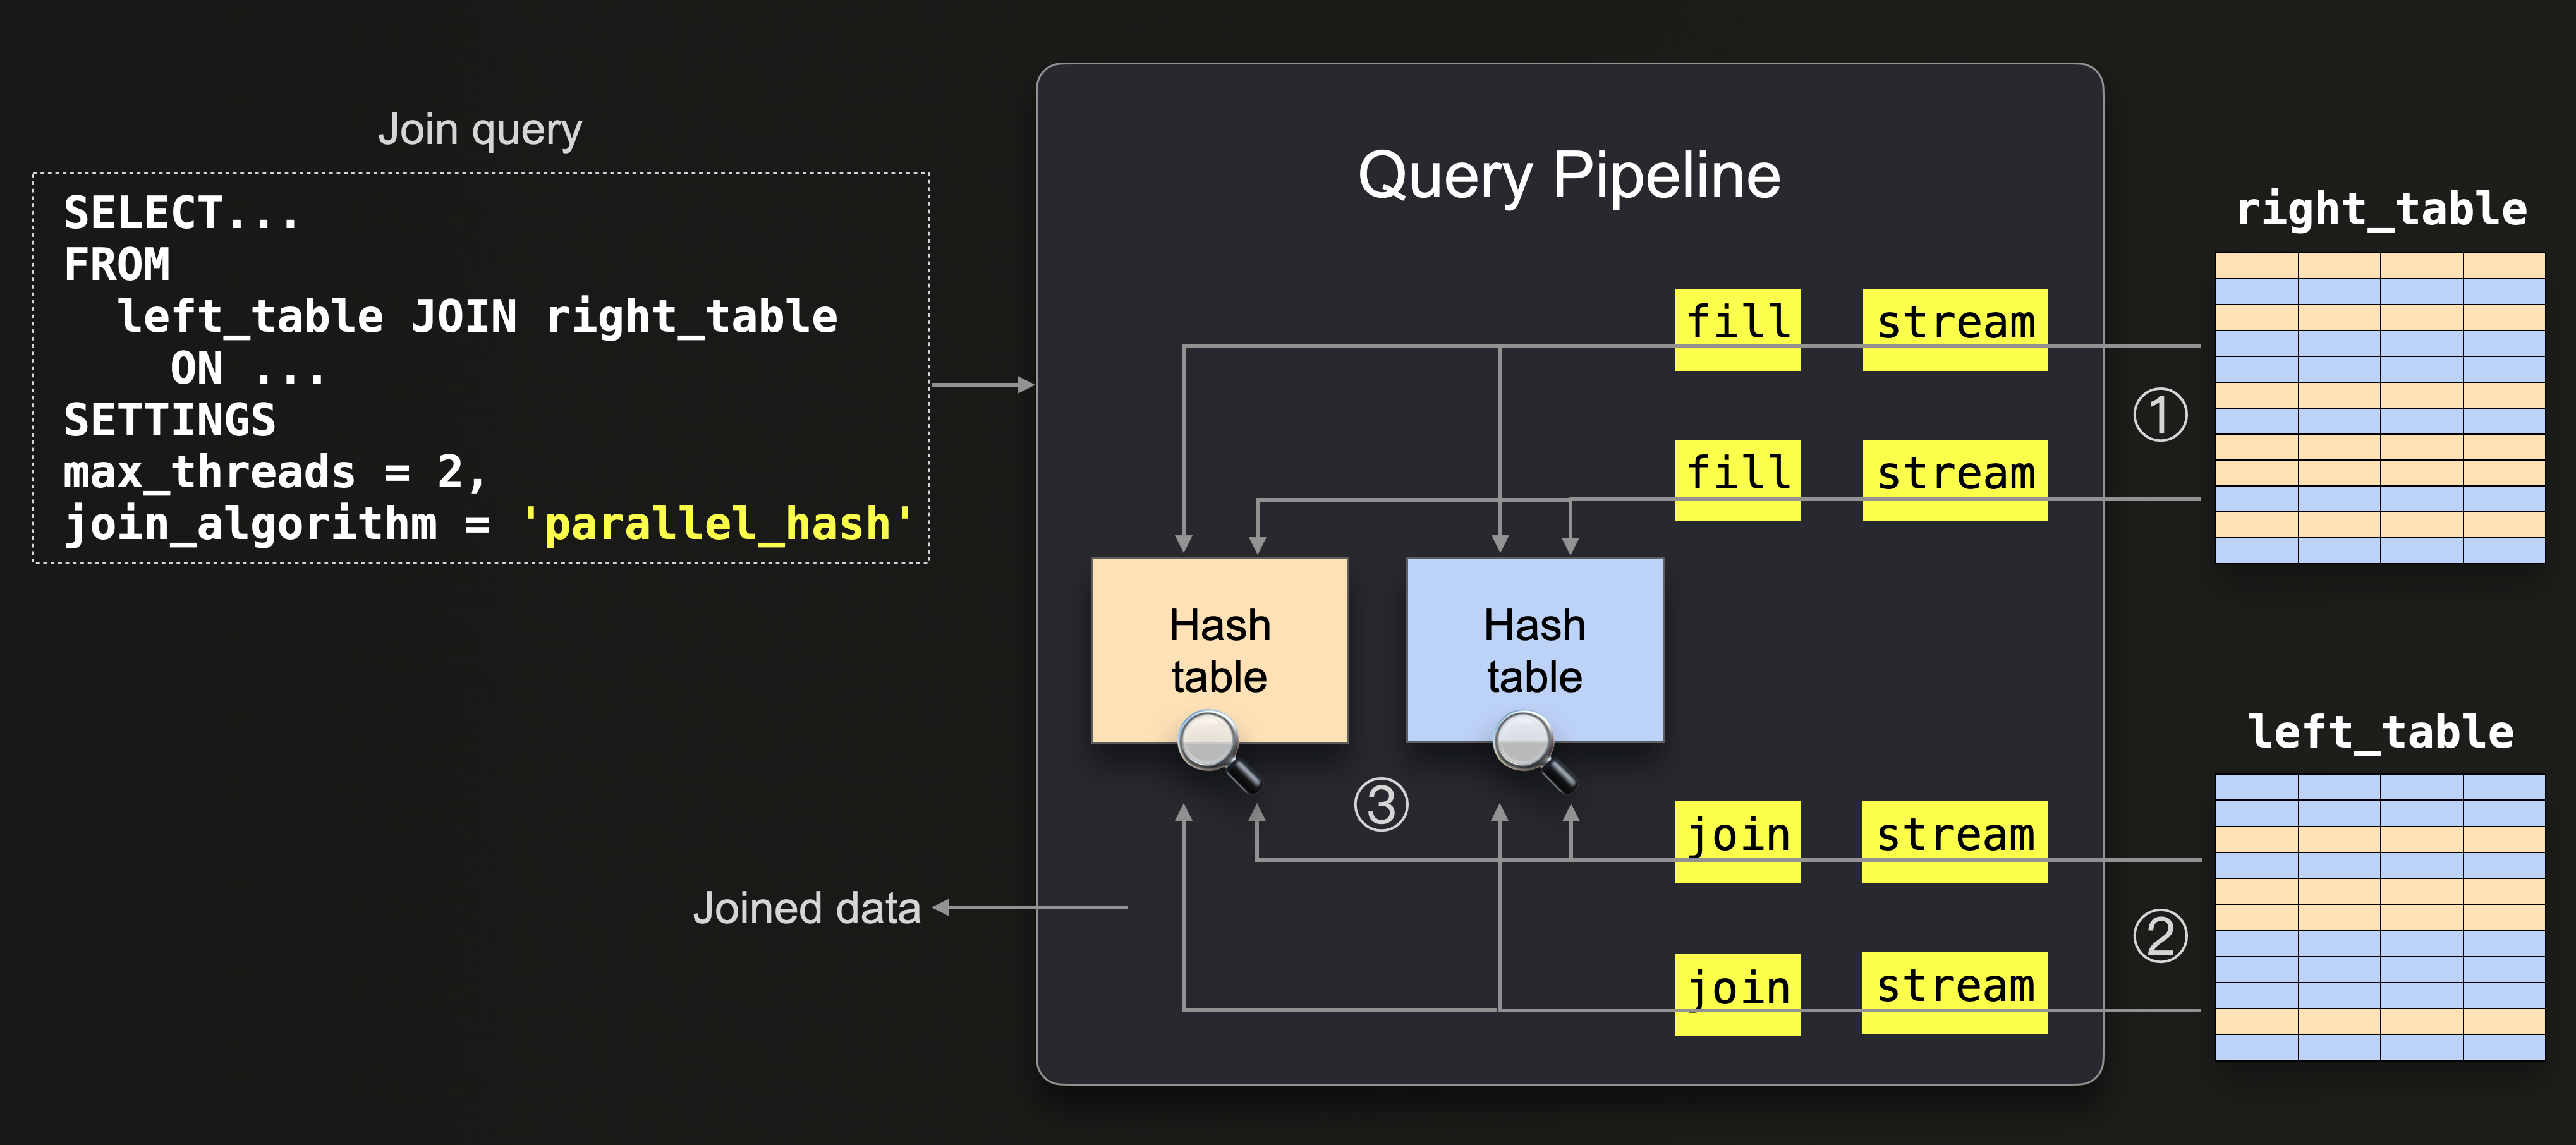 Join query
SELECT...
FROM
  left_table JOIN right_table
    ON ...
SETTINGS
max_threads = 2,
join_algorithm = 'parallel_hash'
Query Pipeline
fill stream
fill stream
Hash
table
Hash
table
③
join stream
join stream
Joined data
right_table
①
left_table
②